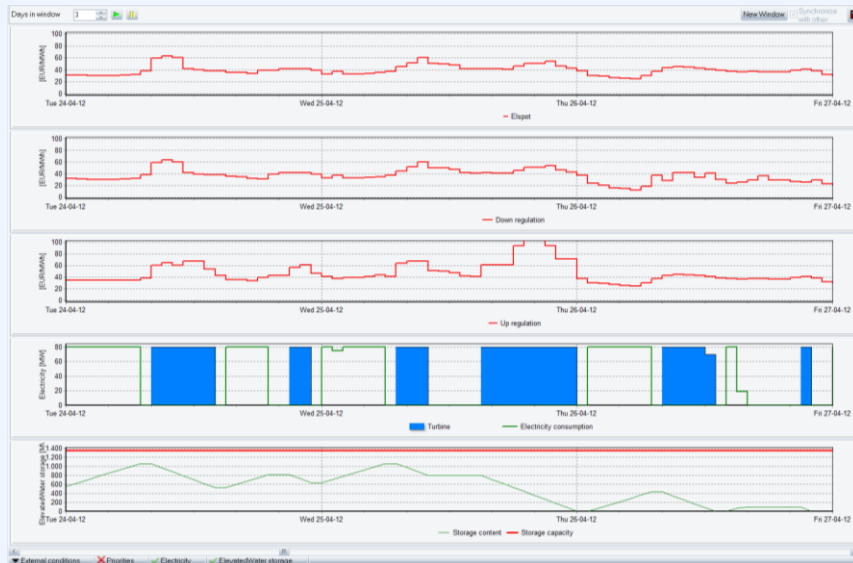 Days in window 3 New Window Synchronize with other
[EUR/MWh]
100
80
60
40
20
0
Tue 24-04-12 Wed 25-04-12 Thu 26-04-12 Fri 27-04-12
Elspot
[EUR/MWh]
100
80
60
40
20
0
Tue 24-04-12 Wed 25-04-12 Thu 26-04-12 Fri 27-04-12
Down regulation
[EUR/MWh]
100
80
60
40
20
0
Tue 24-04-12 Wed 25-04-12 Thu 26-04-12 Fri 27-04-12
Up regulation
Electricity [MW]
80
60
40
20
0
Tue 24-04-12 Wed 25-04-12 Thu 26-04-12 Fri 27-04-12
Turbine Electricity consumption
ElevatedWater storage [M
1.400
1.200
1.000
800
600
400
200
0
Tue 24-04-12 Wed 25-04-12 Thu 26-04-12 Fri 27-04-12
Storage content Storage capacity
External conditions Priorities Electricity ElevatedWater storage